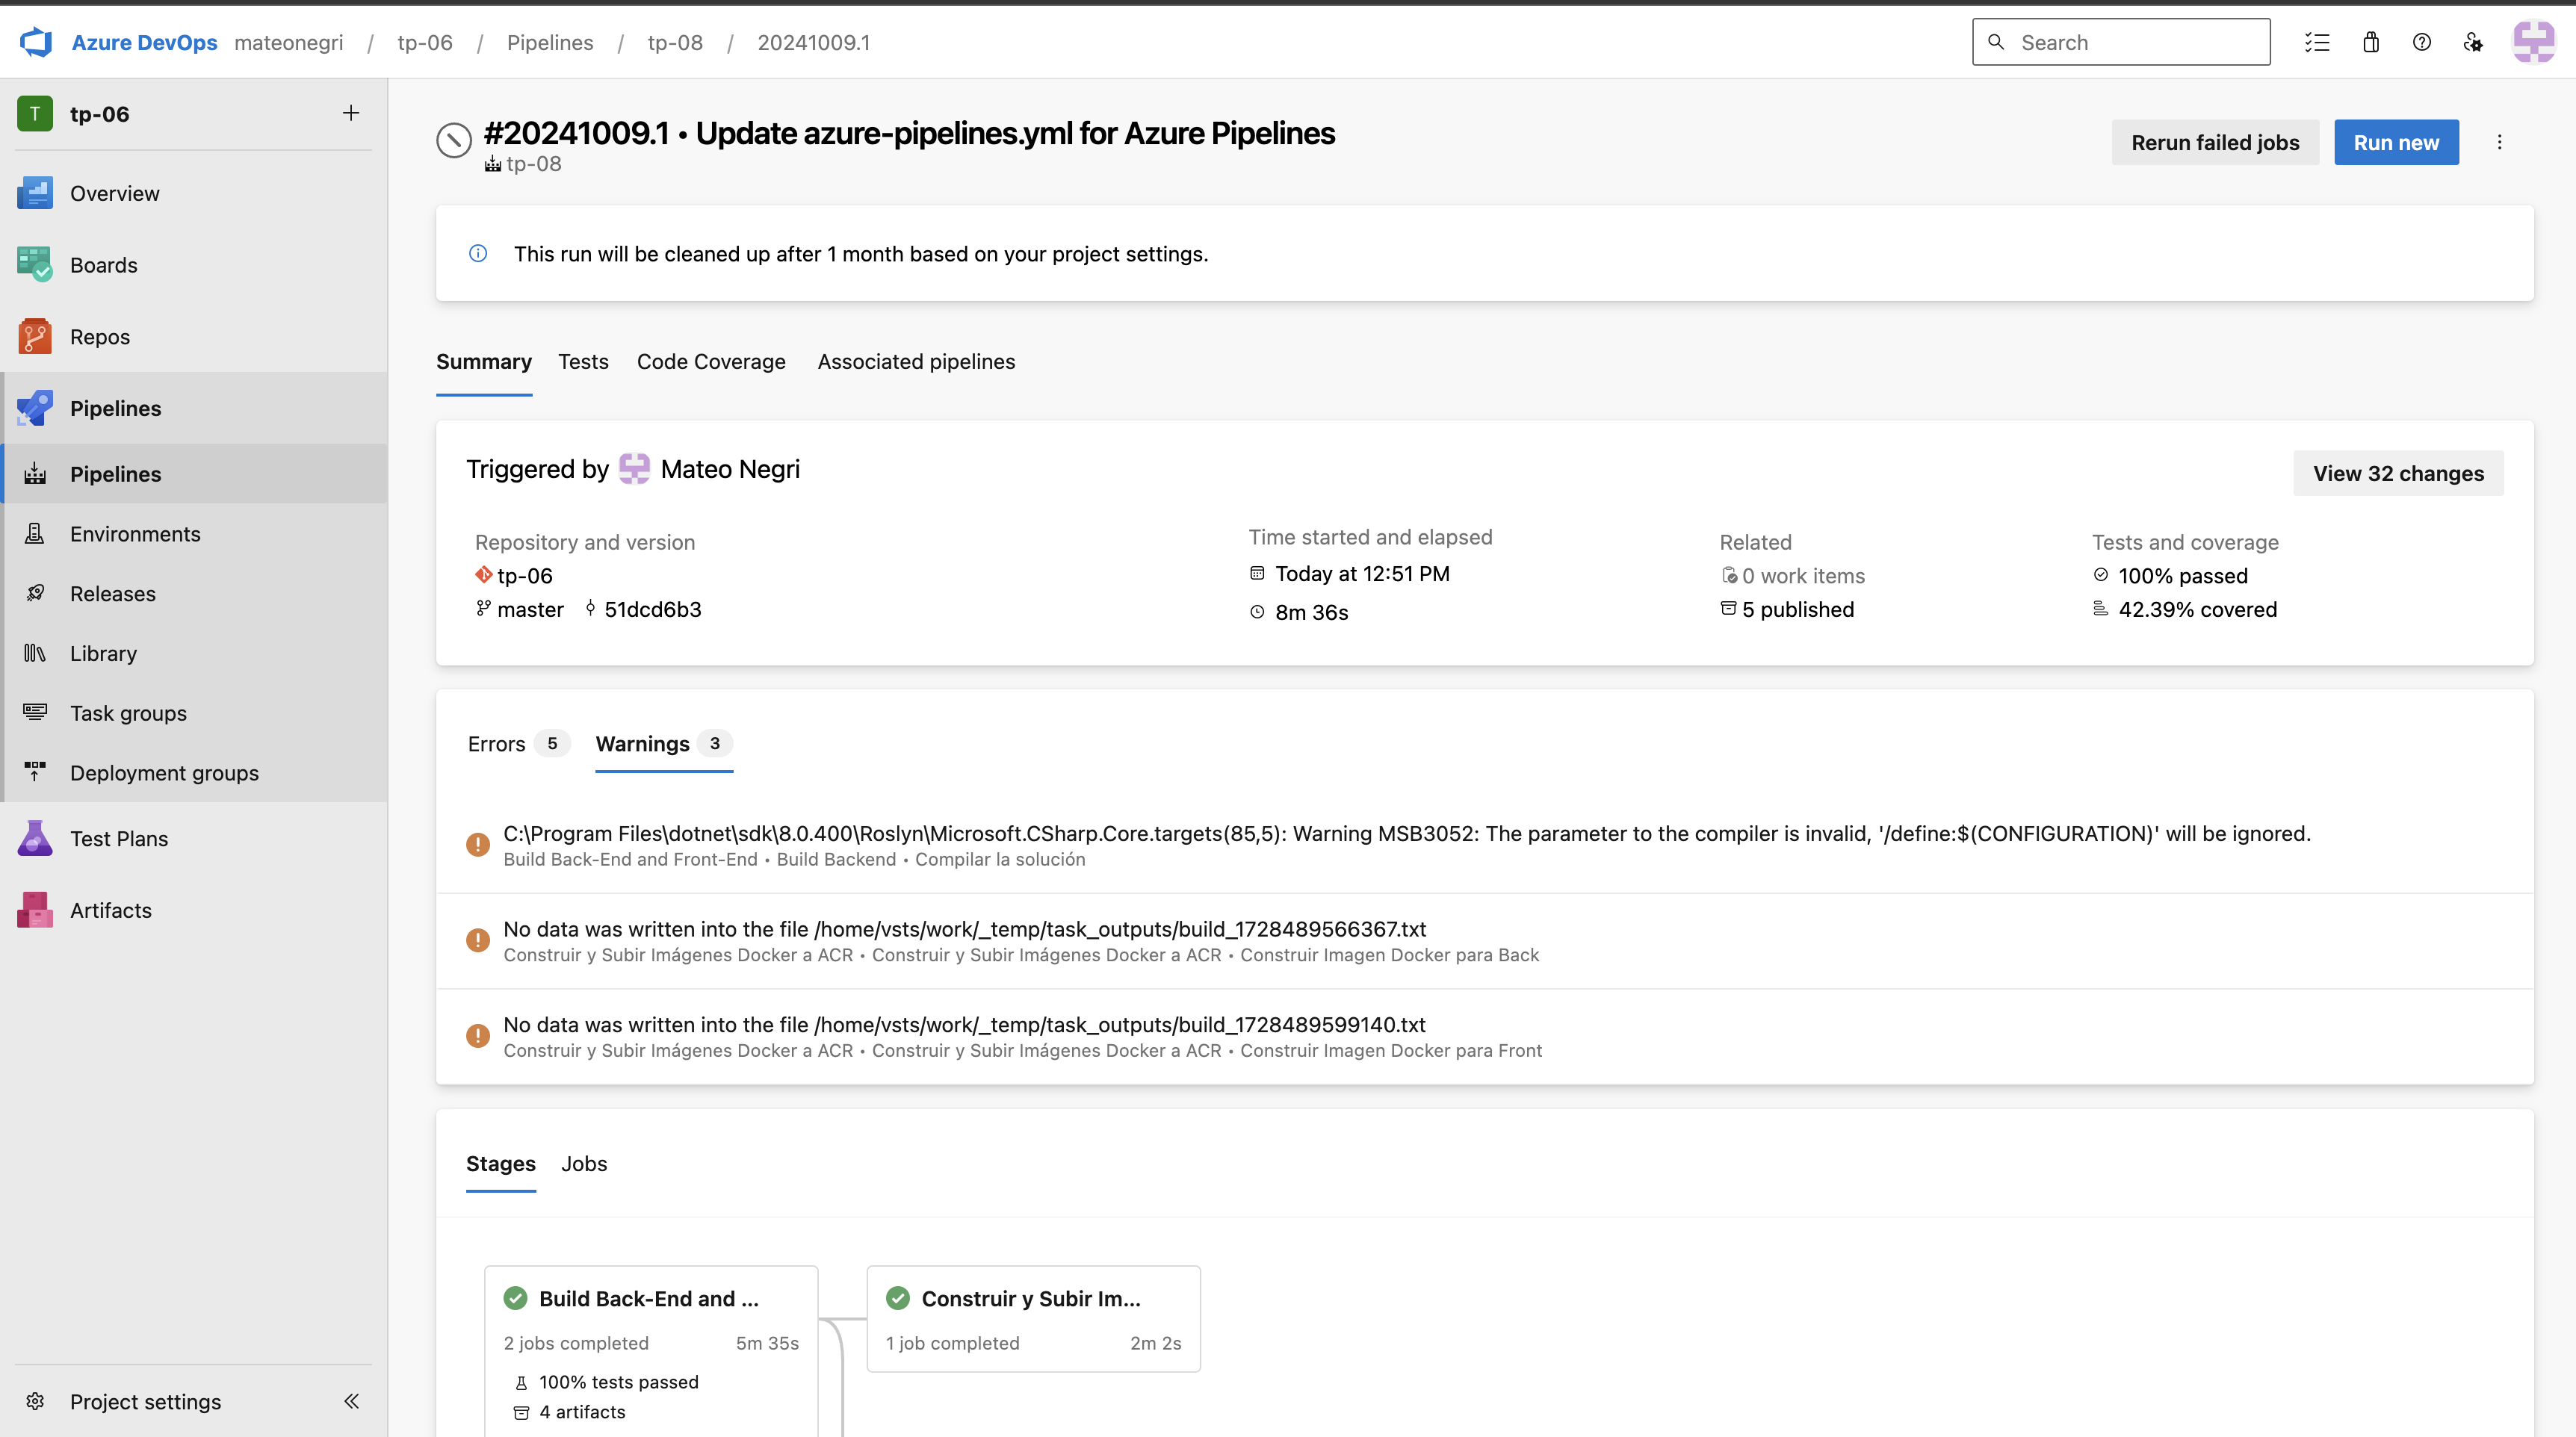 Azure DevOps mateonegri / tp-06 / Pipelines / tp-08 / 20241009.1
Search
T tp-06
Overview
Boards
Repos
Pipelines
Pipelines
Environments
Releases
Library
Task groups
Deployment groups
Test Plans
Artifacts
Project settings
#20241009.1 • Update azure-pipelines.yml for Azure Pipelines
tp-08
Rerun failed jobs
Run new
This run will be cleaned up after 1 month based on your project settings.
Summary Tests Code Coverage Associated pipelines
Triggered by Mateo Negri
View 32 changes
Repository and version
tp-06
master 51dcd6b3
Time started and elapsed
Today at 12:51 PM
8m 36s
Related
0 work items
5 published
Tests and coverage
100% passed
42.39% covered
Errors 5 Warnings 3
C:\Program Files\dotnet\sdk\8.0.400\Roslyn\Microsoft.CSharp.Core.targets(85,5): Warning MSB3052: The parameter to the compiler is invalid, '/define:$(CONFIGURATION)' will be ignored.
Build Back-End and Front-End • Build Backend • Compilar la solución
No data was written into the file /home/vsts/work/_temp/task_outputs/build_1728489566367.txt
Construir y Subir Imágenes Docker a ACR • Construir y Subir Imágenes Docker a ACR • Construir Imagen Docker para Back
No data was written into the file /home/vsts/work/_temp/task_outputs/build_1728489599140.txt
Construir y Subir Imágenes Docker a ACR • Construir y Subir Imágenes Docker a ACR • Construir Imagen Docker para Front
Stages Jobs
Build Back-End and ...
2 jobs completed 5m 35s
100% tests passed
4 artifacts
Construir y Subir Im...
1 job completed 2m 2s